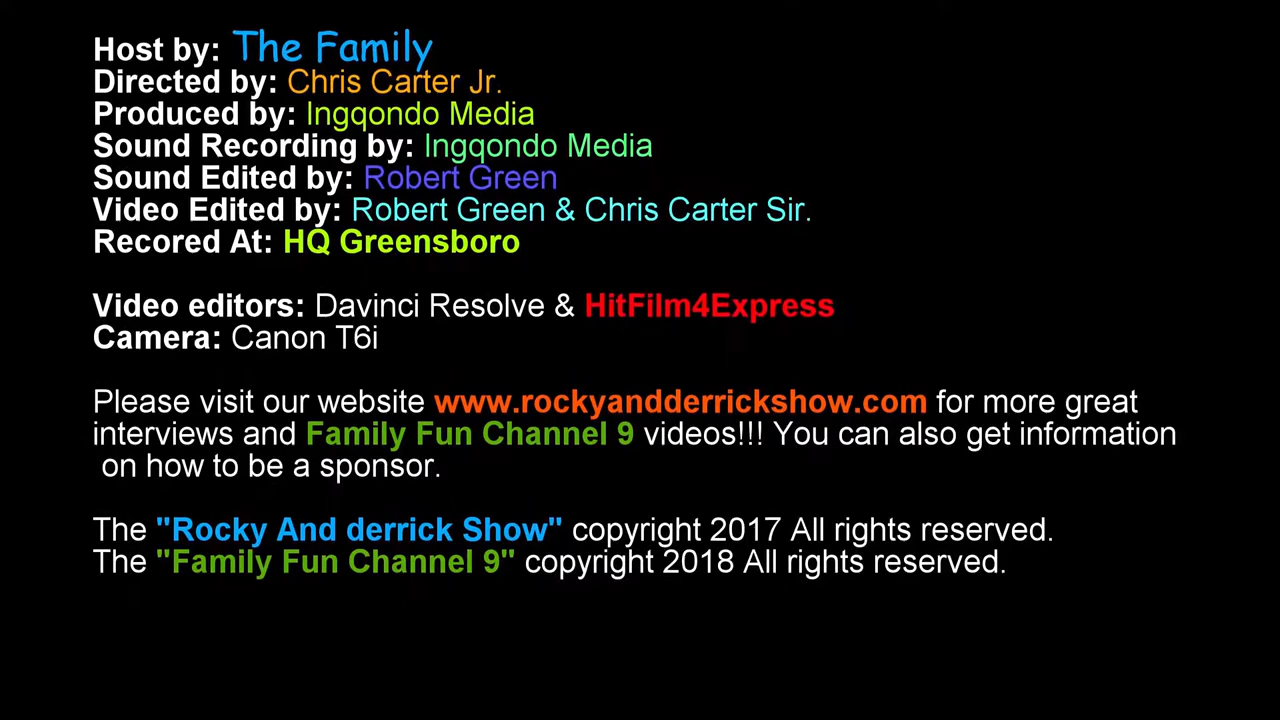 Host by: The Family
Directed by: Chris Carter Jr.
Produced by: Ingqondo Media
Sound Recording by: Ingqondo Media
Sound Edited by: Robert Green
Video Edited by: Robert Green & Chris Carter Sir.
Recored At: HQ Greensboro
Video editors: Davinci Resolve & HitFilm4Express
Camera: Canon T6i
Please visit our website www.rockyandderrickshow.com for more great
interviews and Family Fun Channel 9 videos!!! You can also get information
on how to be a sponsor.
The "Rocky And derrick Show" copyright 2017 All rights reserved.
The "Family Fun Channel 9" copyright 2018 All rights reserved.